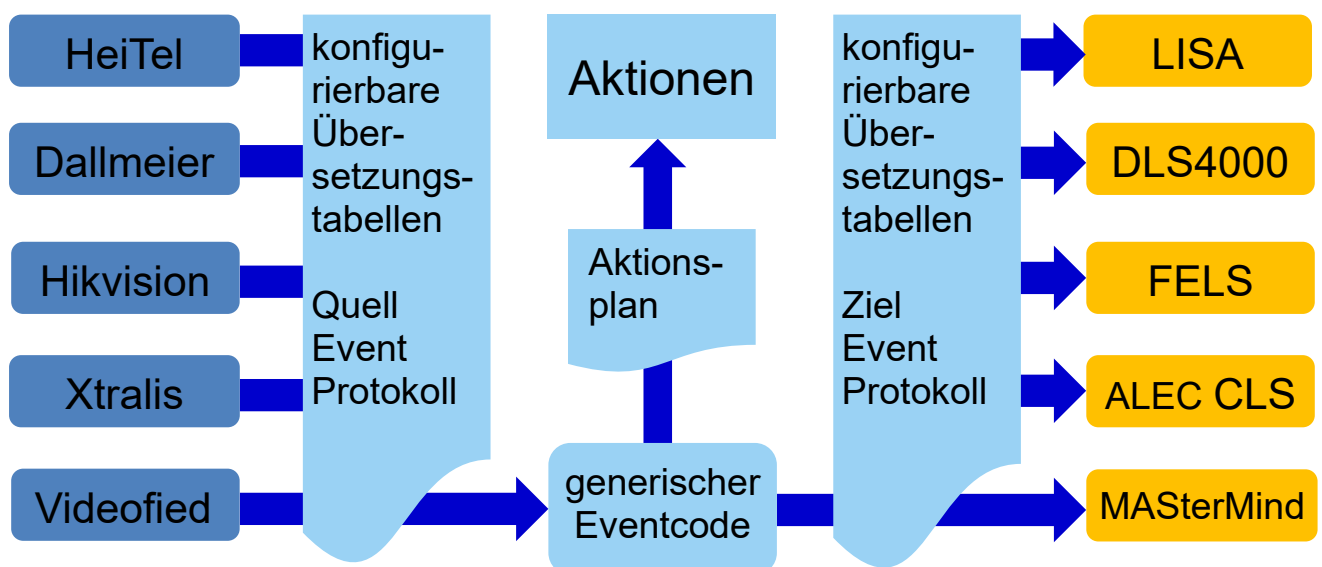 HeiTel
Dallmeier
Hikvision
Xtralis
Videofied
konfigu-
rierbare
Über-
setzungs-
tabellen
Quell
Event
Protokoll
Aktionen
Aktions-
plan
generischer
Eventcode
konfigu-
rierbare
Über-
setzungs-
tabellen
Ziel
Event
Protokoll
LISA
DLS4000
FELS
ALEC CLS
MASterMind